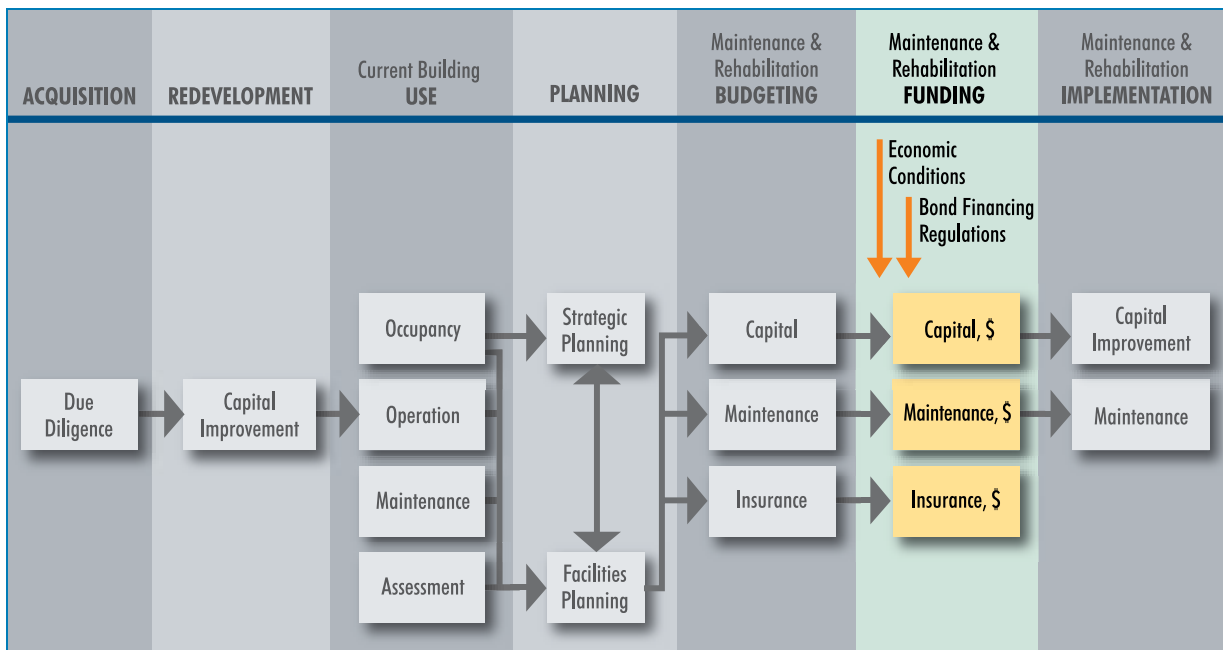 ACQUISITION
REDEVELOPMENT
Current Building
USE
PLANNING
Maintenance &
Rehabilitation
BUDGETING
Maintenance &
Rehabilitation
FUNDING
Maintenance &
Rehabilitation
IMPLEMENTATION
Economic
Conditions
Bond Financing
Regulations
Due
Diligence
Capital
Improvement
Occupancy
Operation
Maintenance
Assessment
Strategic
Planning
Facilities
Planning
Capital
Maintenance
Insurance
Capital, $
Maintenance, $
Insurance, $
Capital
Improvement
Maintenance